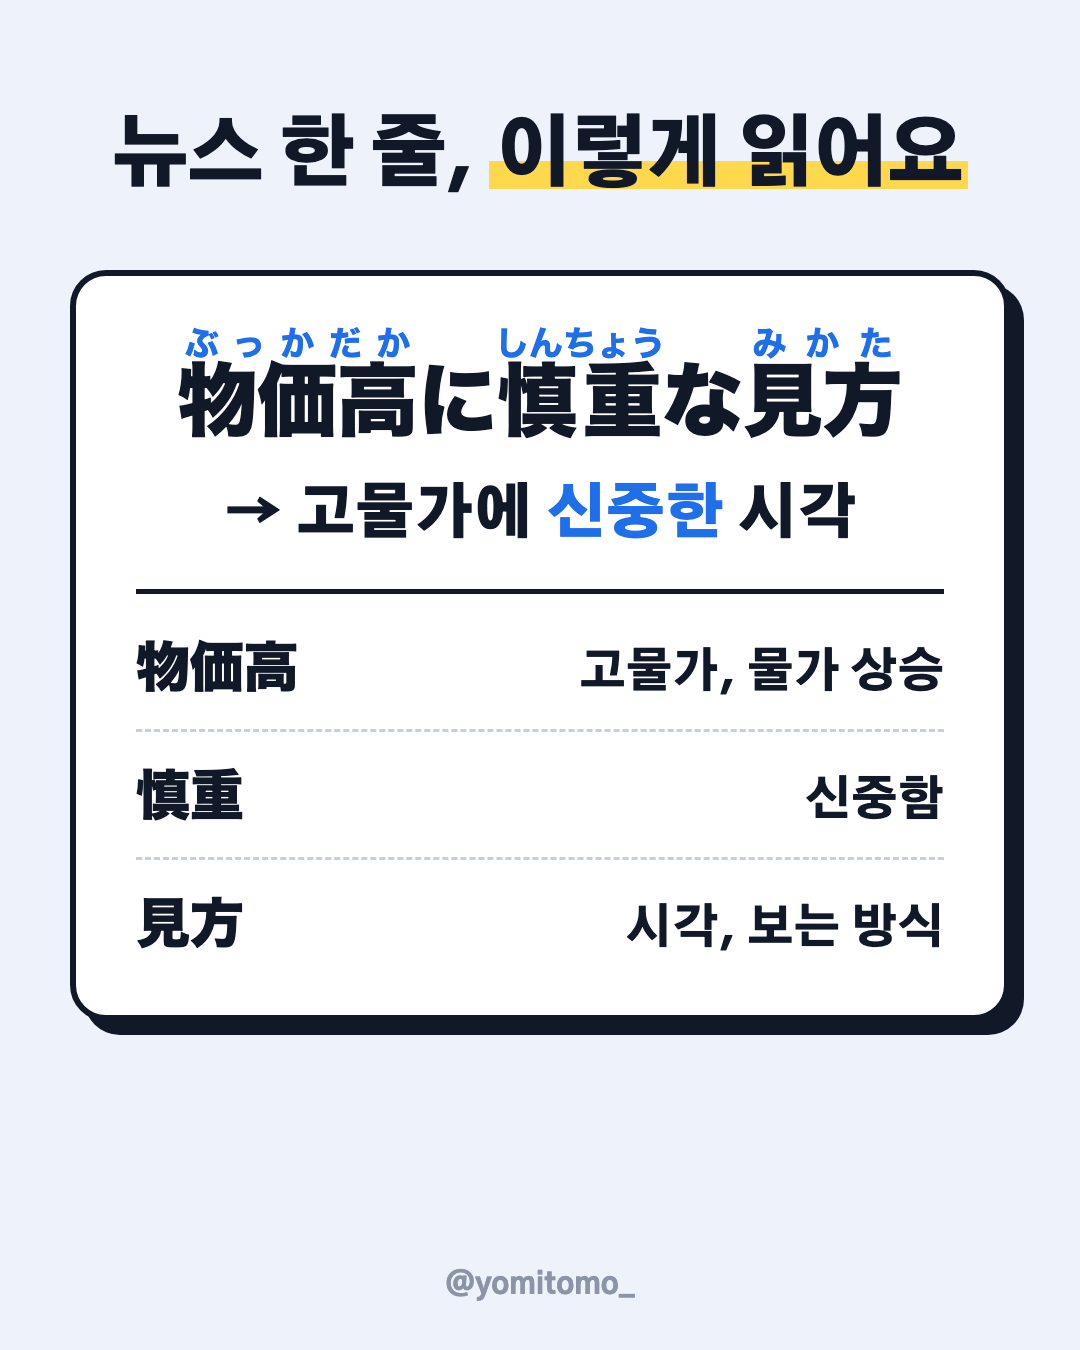 뉴스 한 줄, 이렇게 읽어요
ぶっかだか しんちょう みかた
物価高に慎重な見方
→ 고물가에 신중한 시각
物価高 고물가, 물가 상승
慎重 신중함
見方 시각, 보는 방식
@yomitomo_